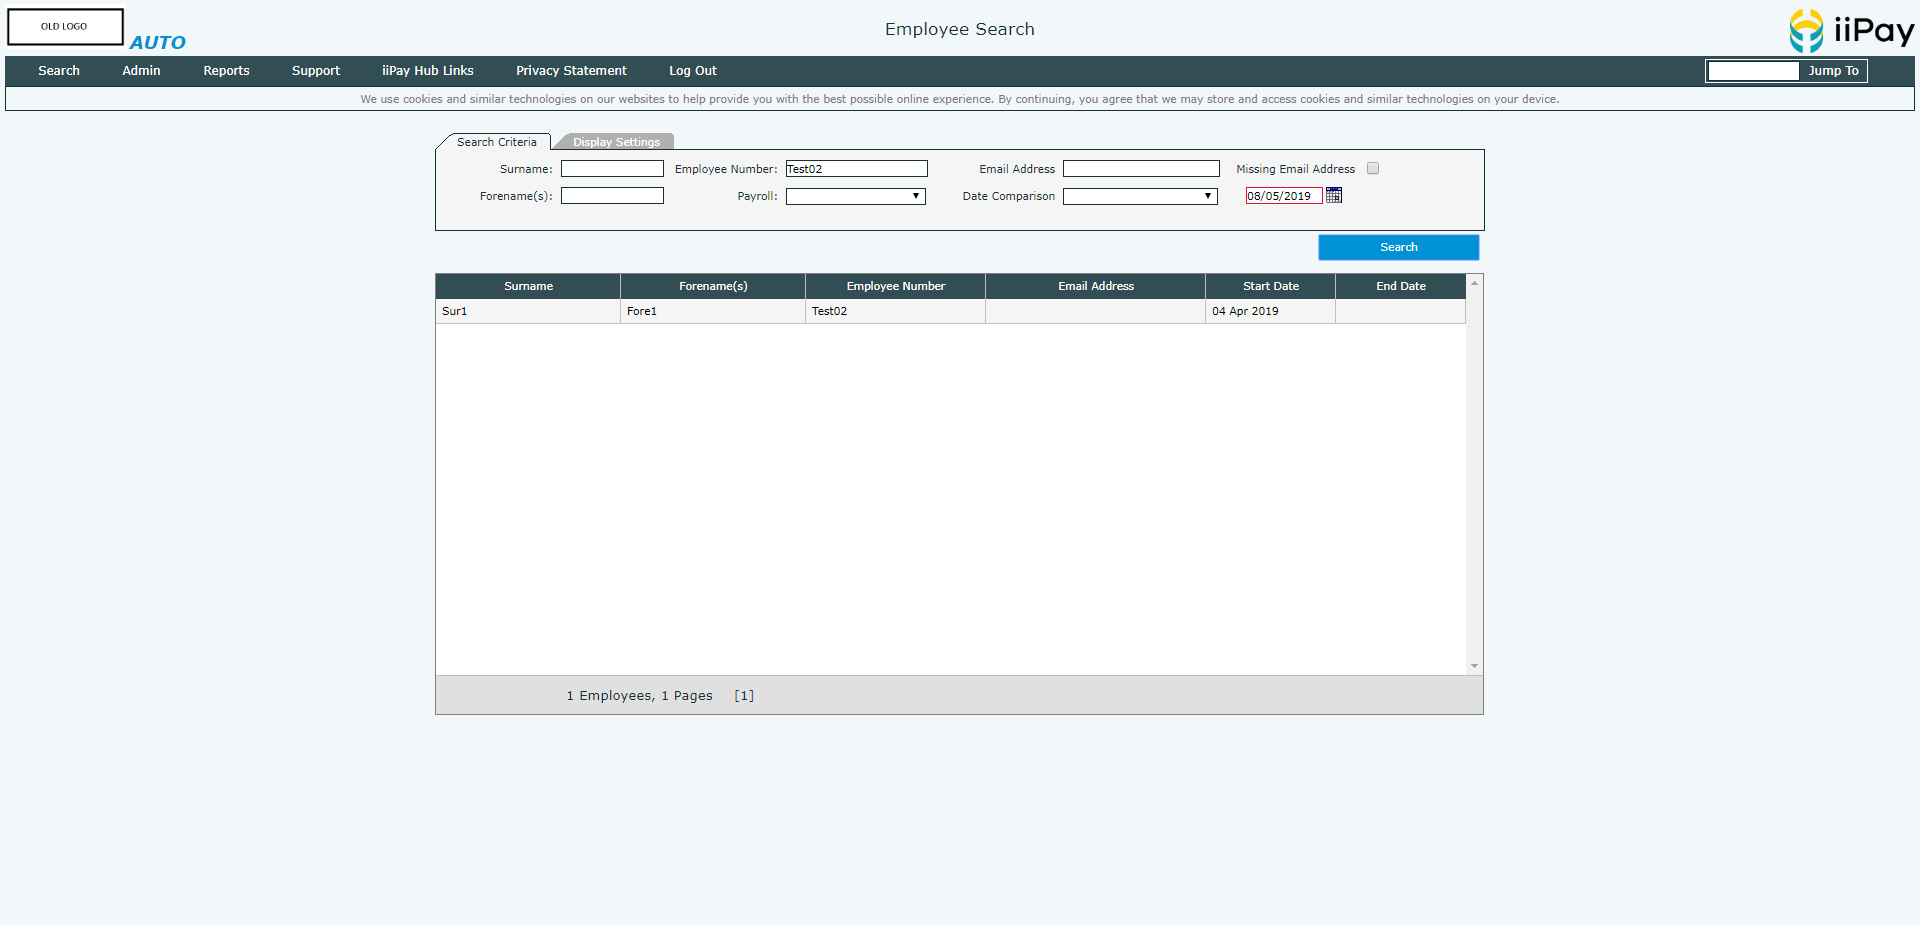 OLD LOGO
AUTO
Employee Search
iiPay
Search Admin Reports Support iiPay Hub Links Privacy Statement Log Out Jump To
We use cookies and similar technologies on our websites to help provide you with the best possible online experience. By continuing, you agree that we may store and access cookies and similar technologies on your device.
Search Criteria Display Settings
Surname: Employee Number: Test02 Email Address Missing Email Address
Forename(s): Payroll: Date Comparison 08/05/2019
Search
Surname Forename(s) Employee Number Email Address Start Date End Date
Sur1 Fore1 Test02 04 Apr 2019
1 Employees, 1 Pages [1]